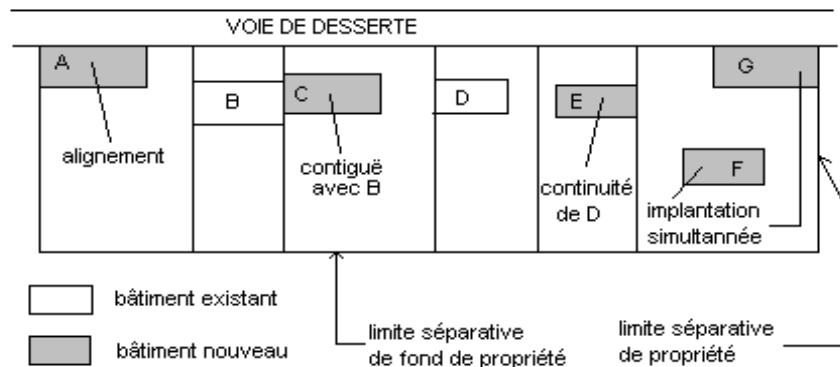 VOIE DE DESSERTE
A
G
B
C
D
E
alignement
contiguë
avec B
continuité
de D
F
implantation
simultannée
bâtiment existant
bâtiment nouveau
limite séparative
de fond de propriété
limite séparative
de propriété